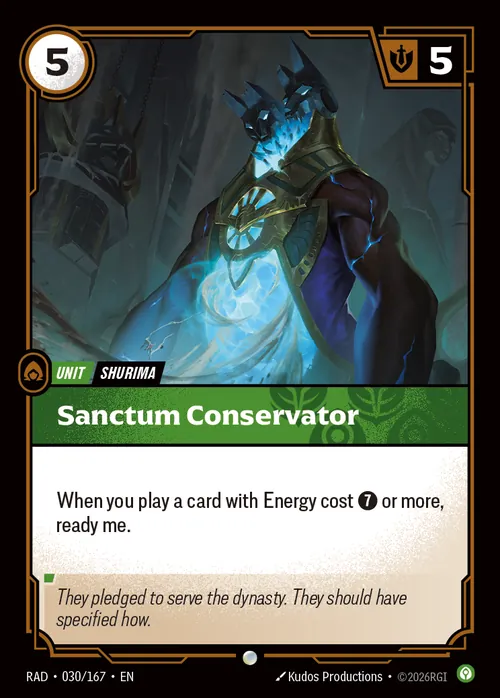 5
5
UNIT SHURIMA
Sanctum Conservator
When you play a card with Energy cost 7 or more,
ready me.
They pledged to serve the dynasty. They should have
specified how.
RAD • 030/167 • EN
Kudos Productions • ©2026RGI